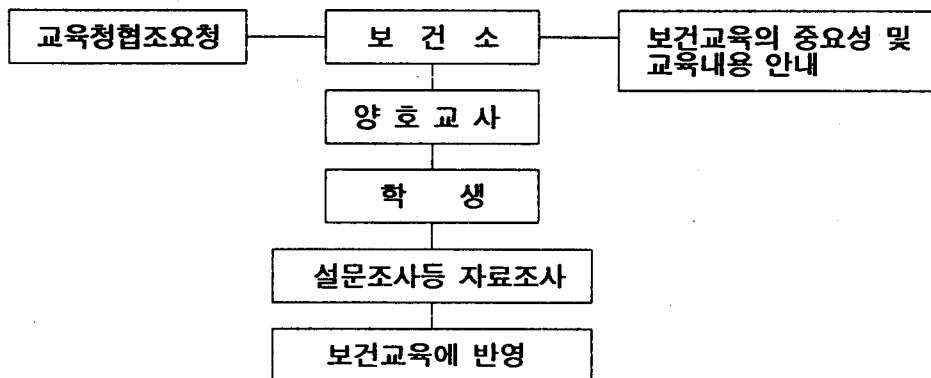 교육청협조요청
보 건 소
보건교육의 중요성 및
교육내용 안내
양 호 교 사
학 생
설문조사등 자료조사
보건교육에 반영